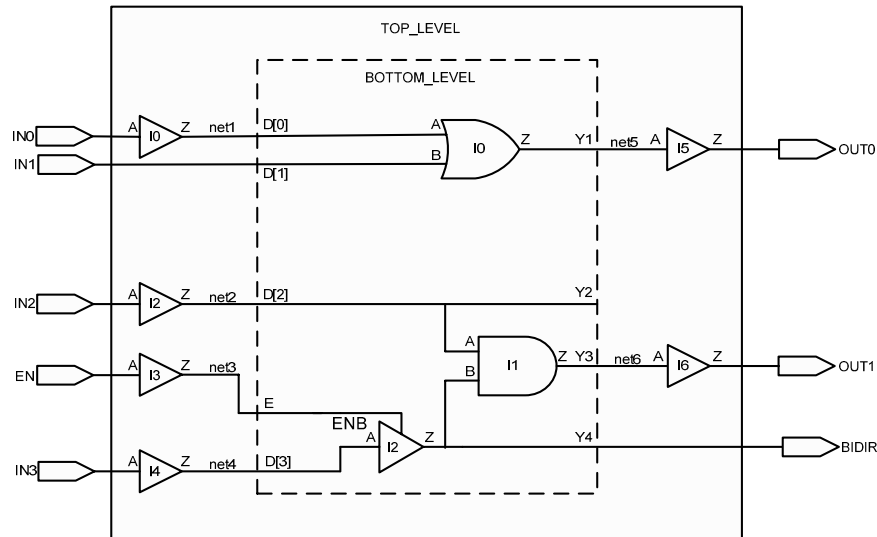 TOP_LEVEL
BOTTOM_LEVEL
IN0 A I0 Z net1 D[0] A I0 Z Y1 net5 A I5 Z OUT0
IN1 D[1] B
IN2 A I2 Z net2 D[2] Y2
A I1 Z Y3 net6 A I6 Z OUT1
B
EN A I3 Z net3 E ENB
IN3 A I4 Z net4 D[3] A I2 Z Y4 BIDIR